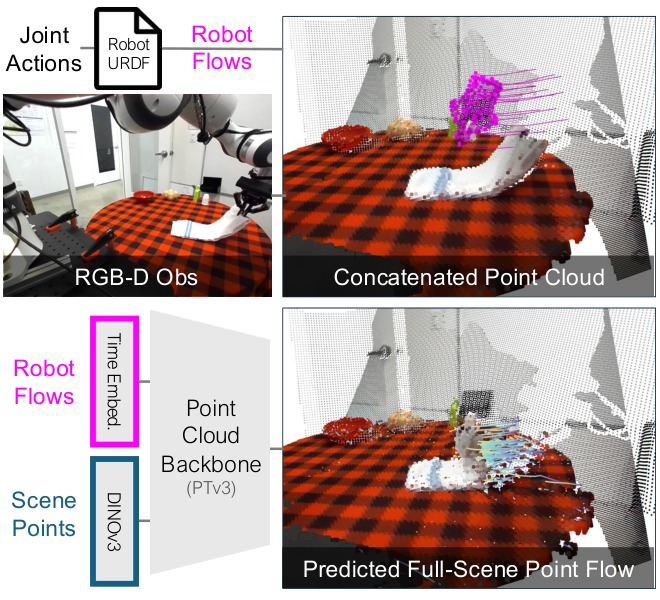 Joint
Actions
Robot
URDF
Robot
Flows
RGB-D Obs
Concatenated Point Cloud
Robot
Flows
Time Embed.
Scene
Points
DINOv3
Point
Cloud
Backbone
(PTv3)
Predicted Full-Scene Point Flow